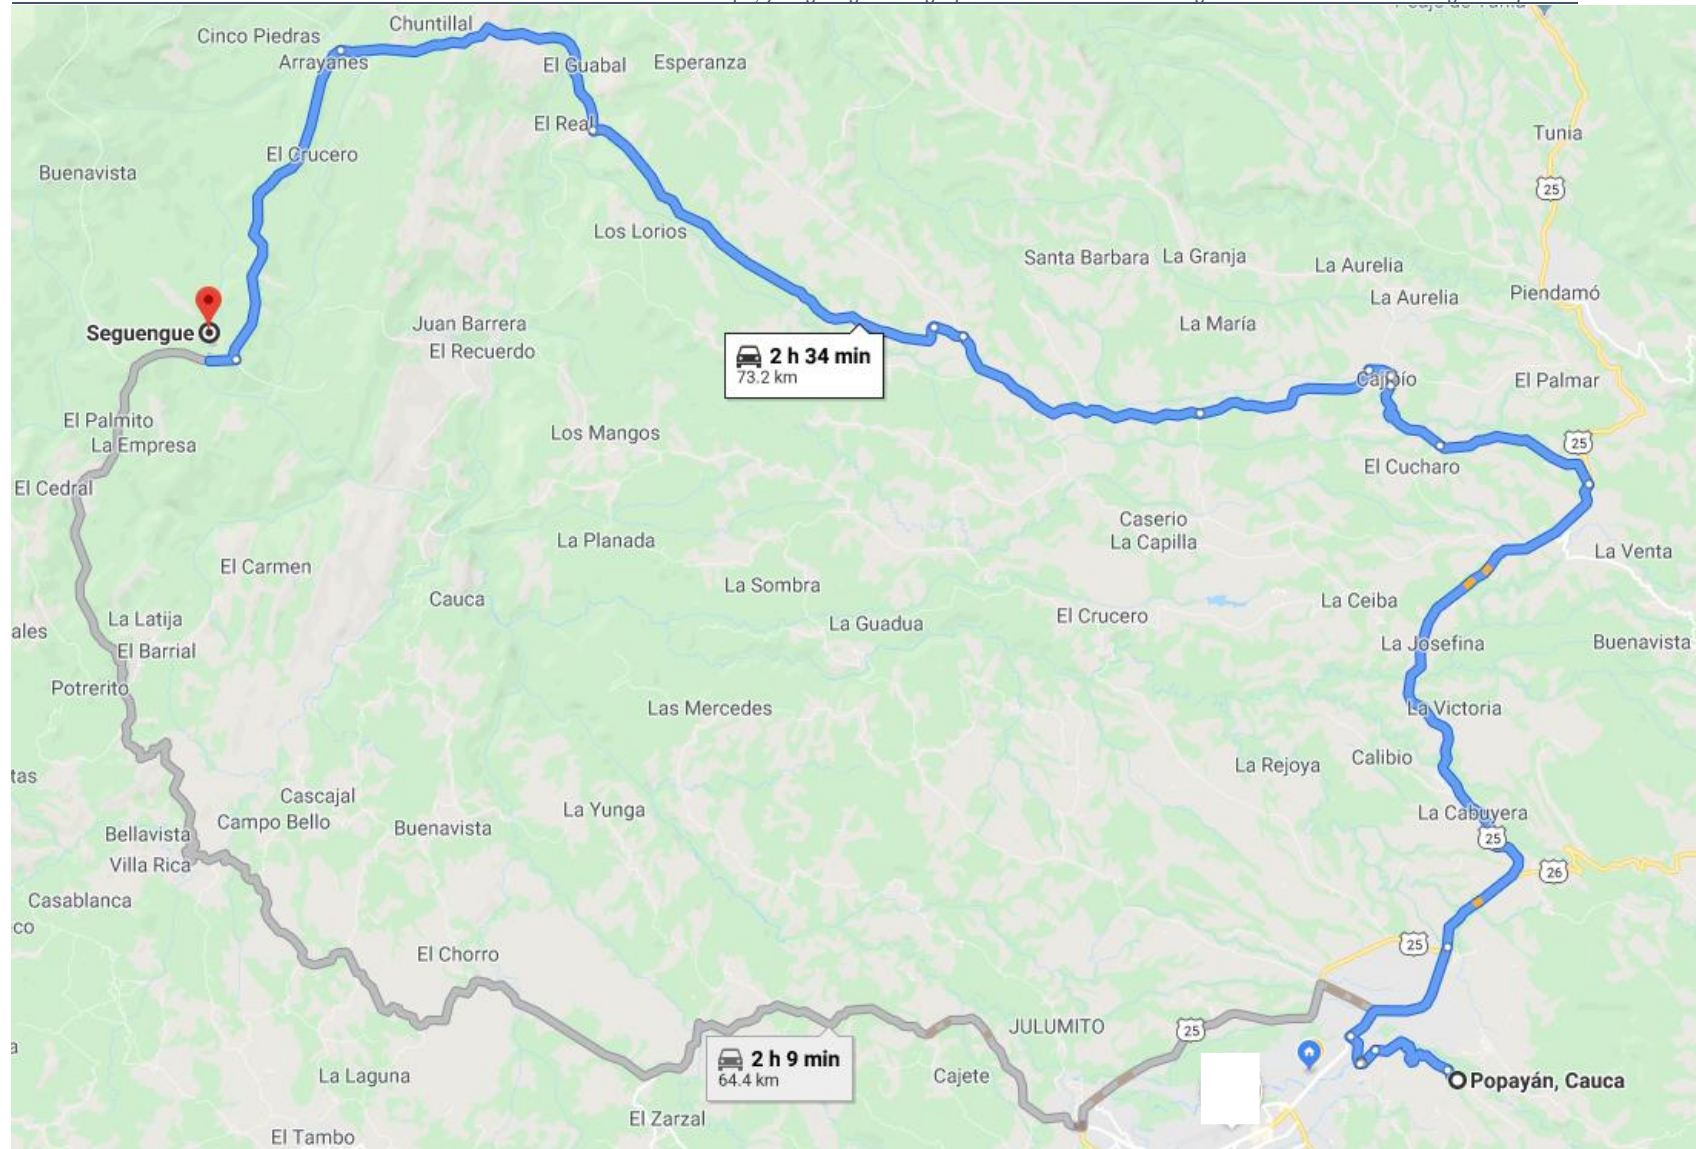 Chuntillal
Cinco Piedras
Arrayanes
El Guabal
Esperanza
El Real
Tunia
El Crucero
Buenavista
25
Los Lorios
Santa Barbara
La Granja
La Aurelia
La Aurelia
Piendamó
Seguengue
Juan Barrera
El Recuerdo
La María
2 h 34 min
73.2 km
Cajibío
El Palmar
El Palmito
La Empresa
Los Mangos
25
El Cucharo
El Cedral
Caserio
La Capilla
La Planada
La Venta
El Carmen
La Sombra
Cauca
La Ceiba
La Latija
El Crucero
La Guadua
ales
El Barrial
La Josefina
Buenavista
Potrerito
Las Mercedes
La Victoria
Calibio
La Rejoya
tas
Cascajal
La Yunga
La Cabuyera
Campo Bello
Buenavista
Bellavista
25
Villa Rica
26
Casablanca
co
25
El Chorro
JULUMITO
25
2 h 9 min
64.4 km
a
La Laguna
Cajete
Popayán, Cauca
El Zarzal
El Tambo